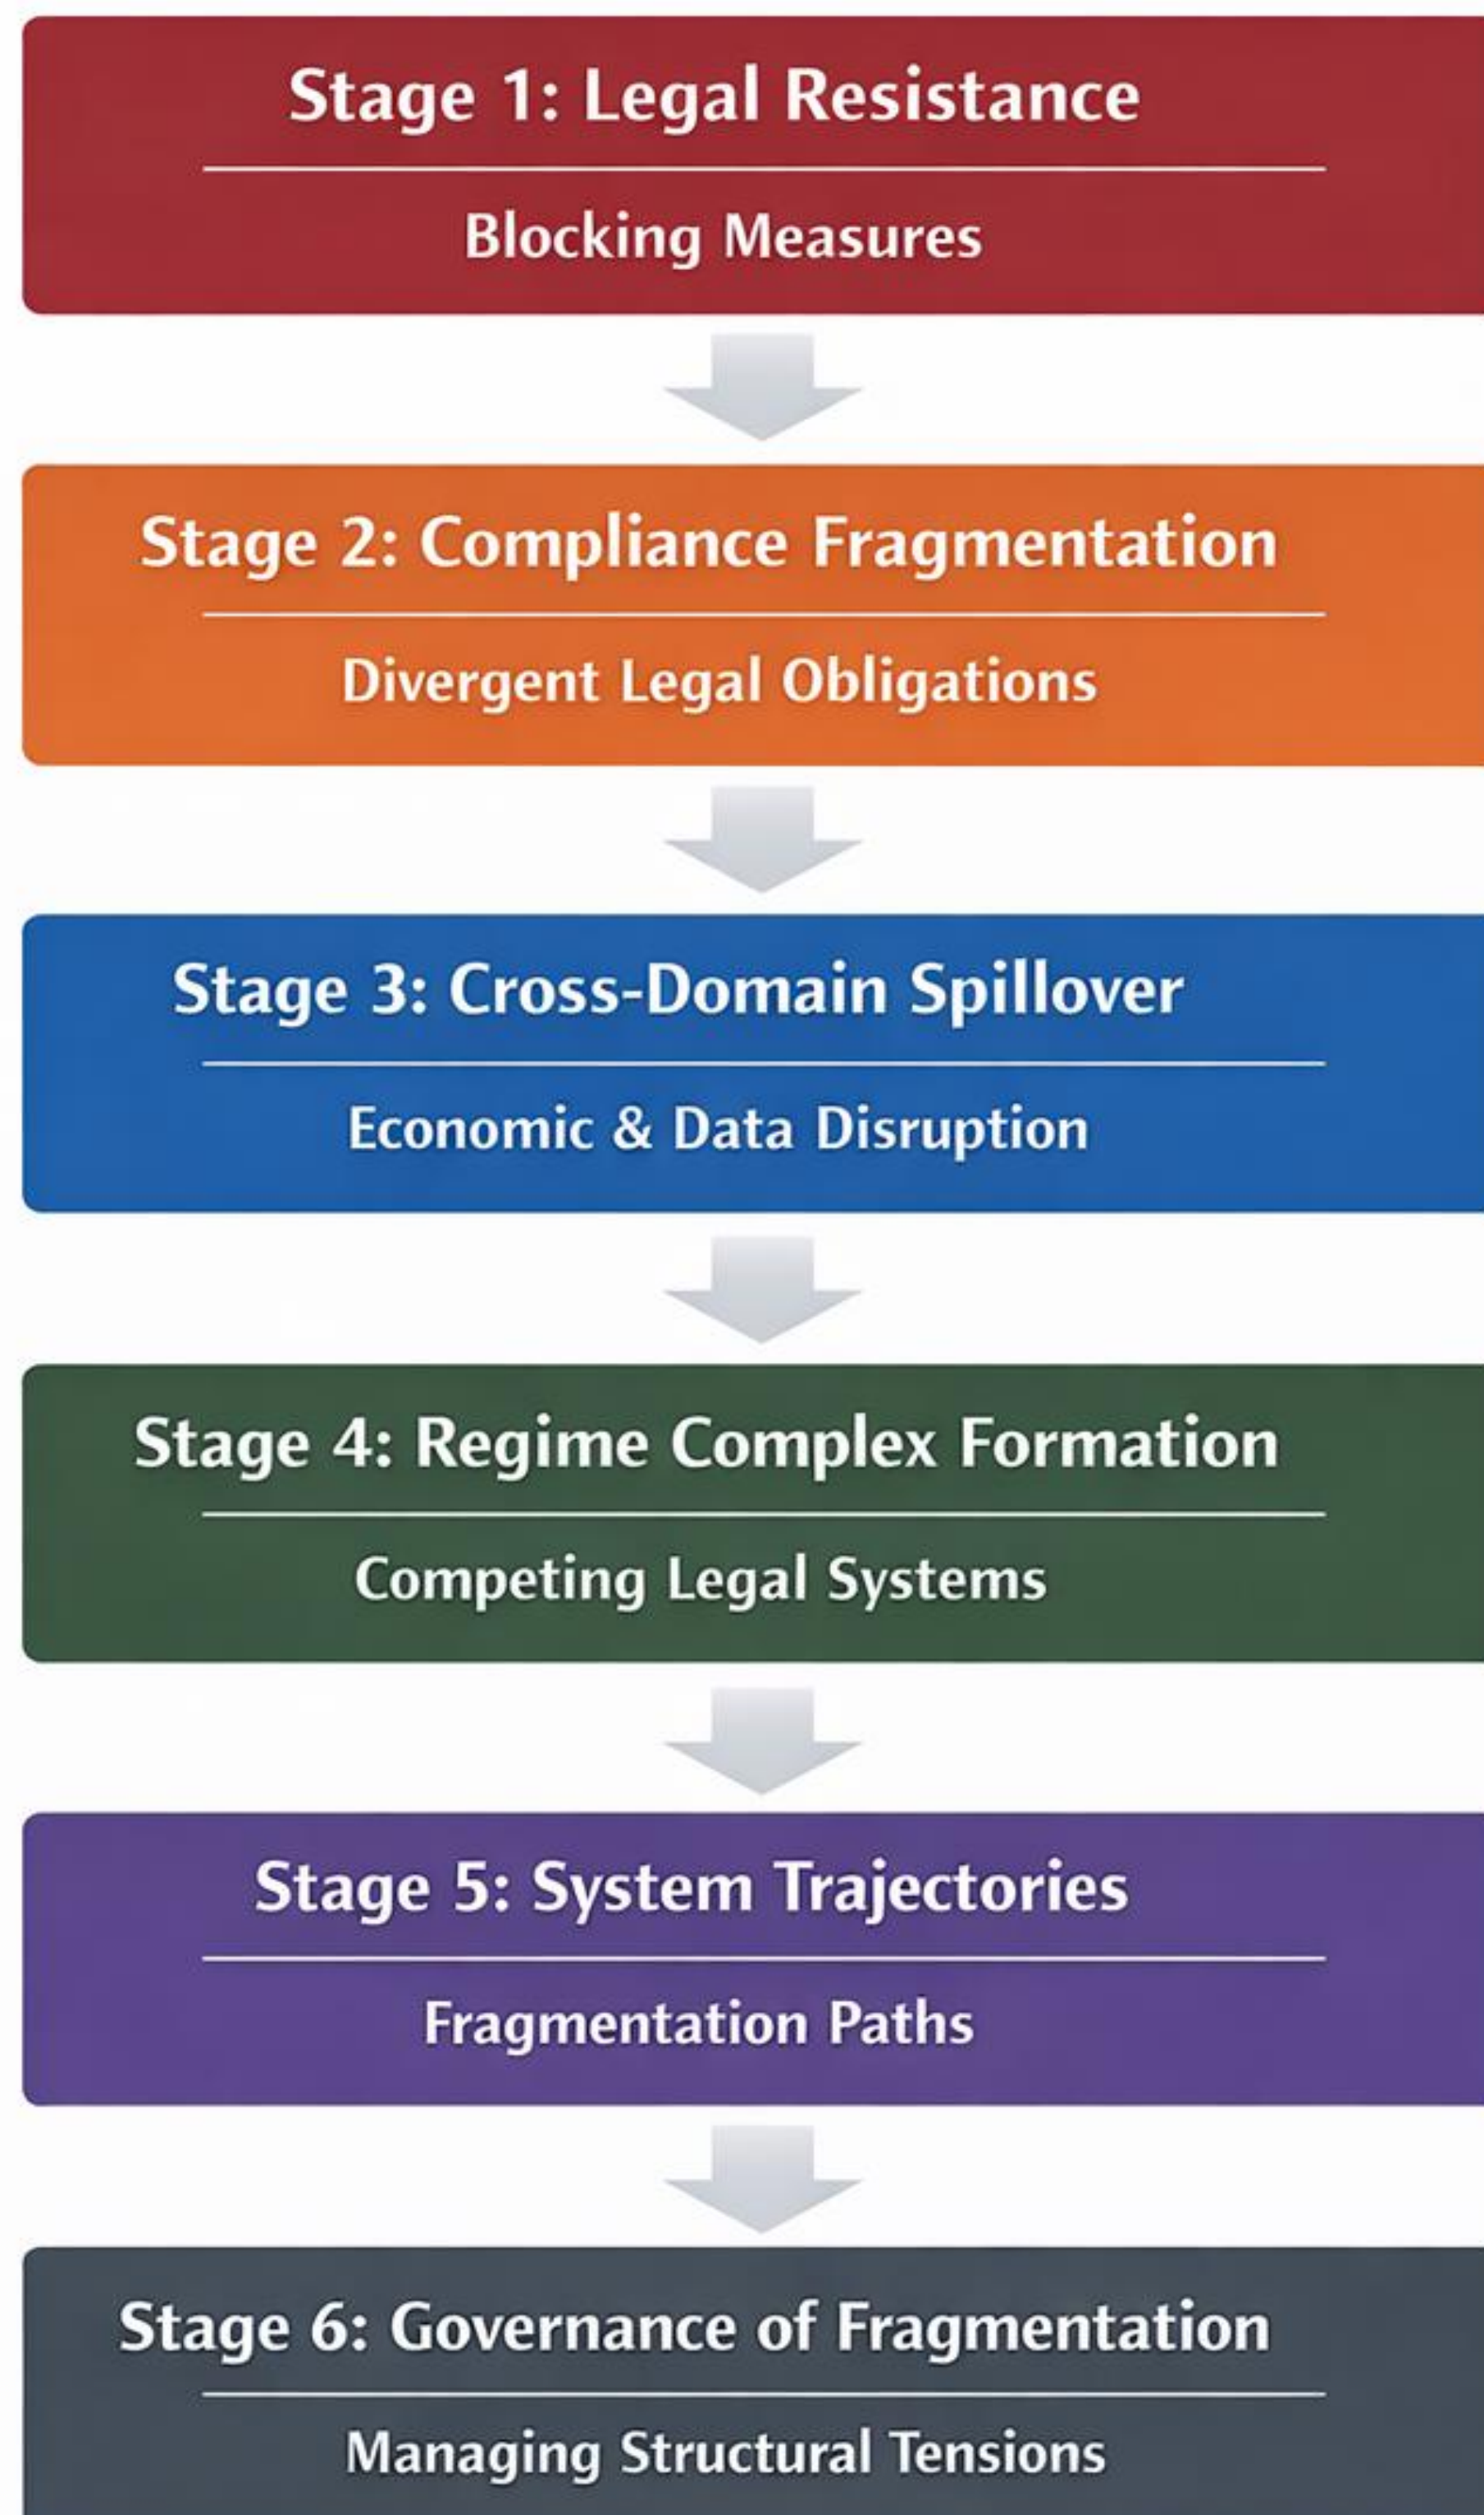 Stage 1: Legal Resistance
Blocking Measures
Stage 2: Compliance Fragmentation
Divergent Legal Obligations
Stage 3: Cross-Domain Spillover
Economic & Data Disruption
Stage 4: Regime Complex Formation
Competing Legal Systems
Stage 5: System Trajectories
Fragmentation Paths
Stage 6: Governance of Fragmentation
Managing Structural Tensions